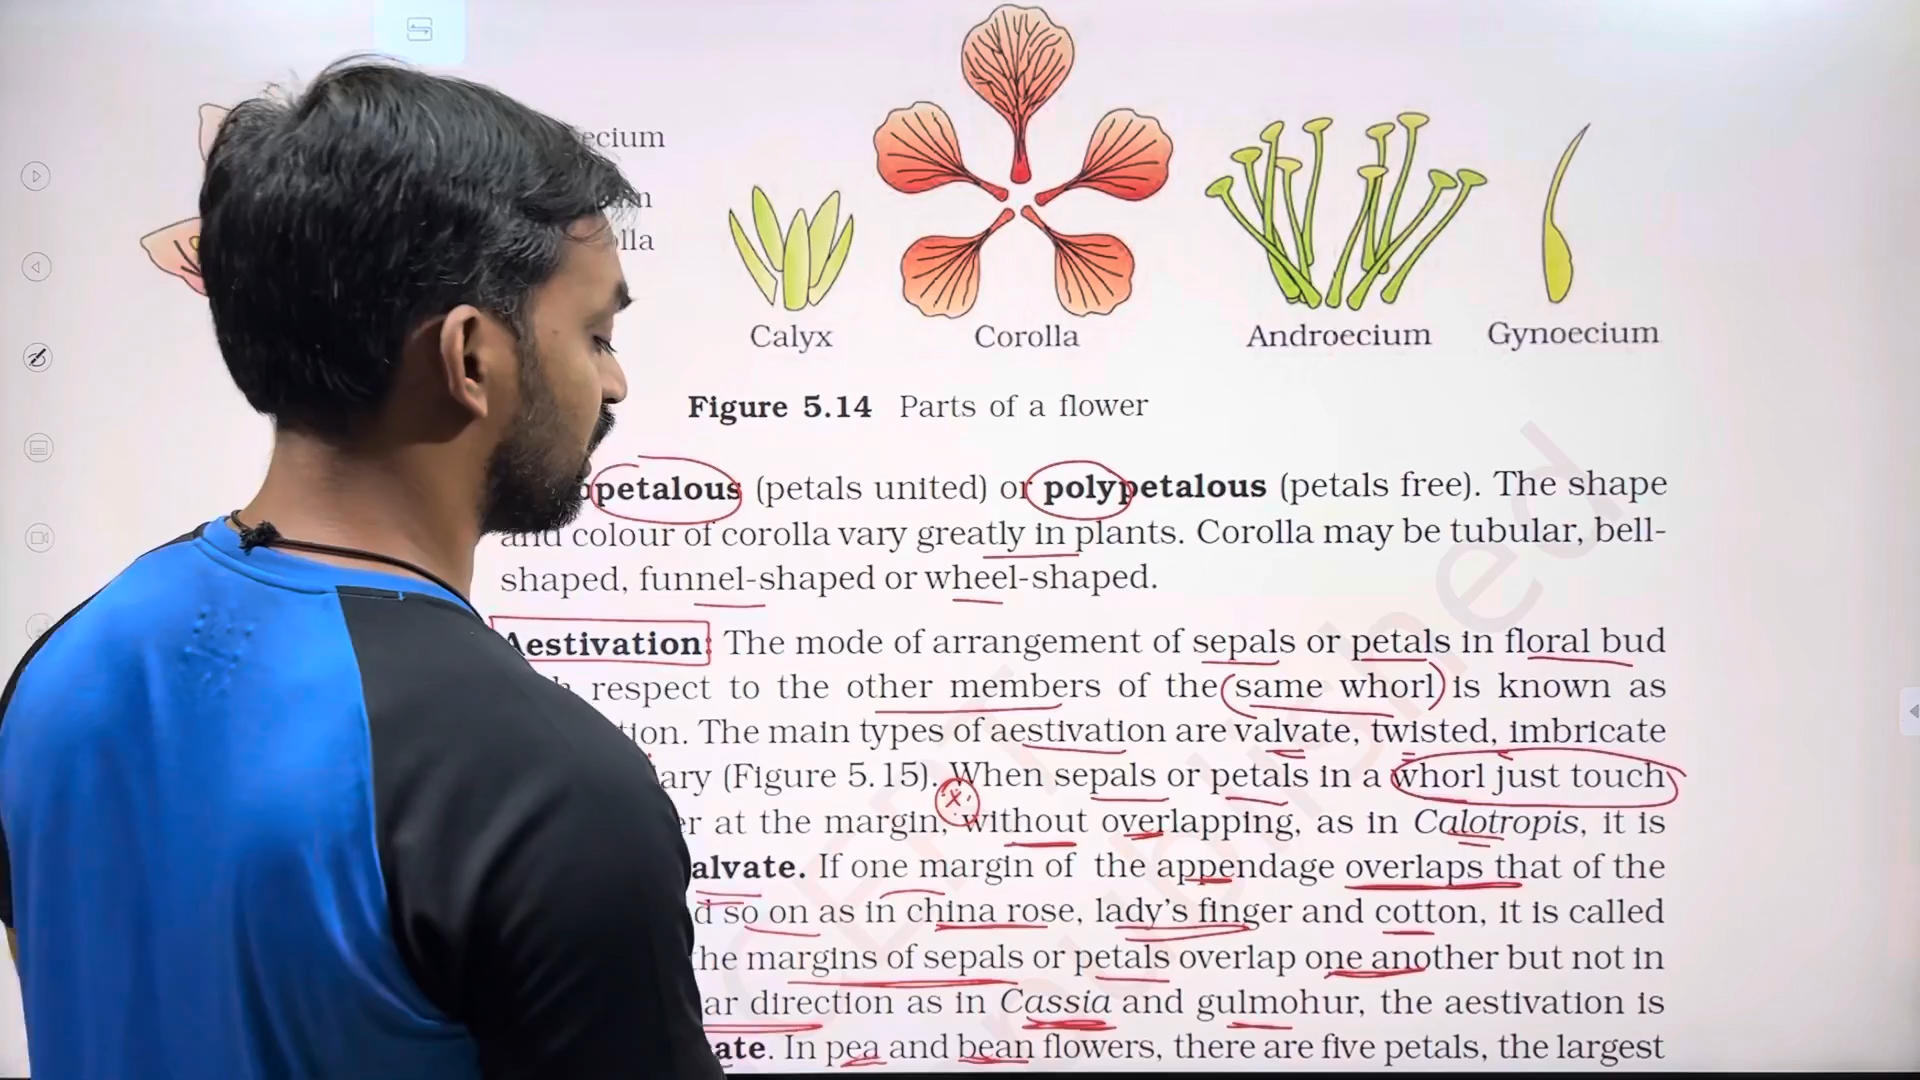 ecium
lla
Calyx
Corolla
Androecium
Gynoecium
Figure 5.14 Parts of a flower
petalous (petals united) or polypetalous (petals free). The shape
and colour of corolla vary greatly in plants. Corolla may be tubular, bell-
shaped, funnel-shaped or wheel-shaped.
Aestivation: The mode of arrangement of sepals or petals in floral bud
respect to the other members of the same whorl is known as
tion. The main types of aestivation are valvate, twisted, imbricate
ary (Figure 5.15). When sepals or petals in a whorl just touch
er at the margin, without overlapping, as in Calotropis, it is
alvate. If one margin of the appendage overlaps that of the
d so on as in china rose, lady's finger and cotton, it is called
he margins of sepals or petals overlap one another but not in
ar direction as in Cassia and gulmohur, the aestivation is
ate. In pea and bean flowers, there are five petals, the largest